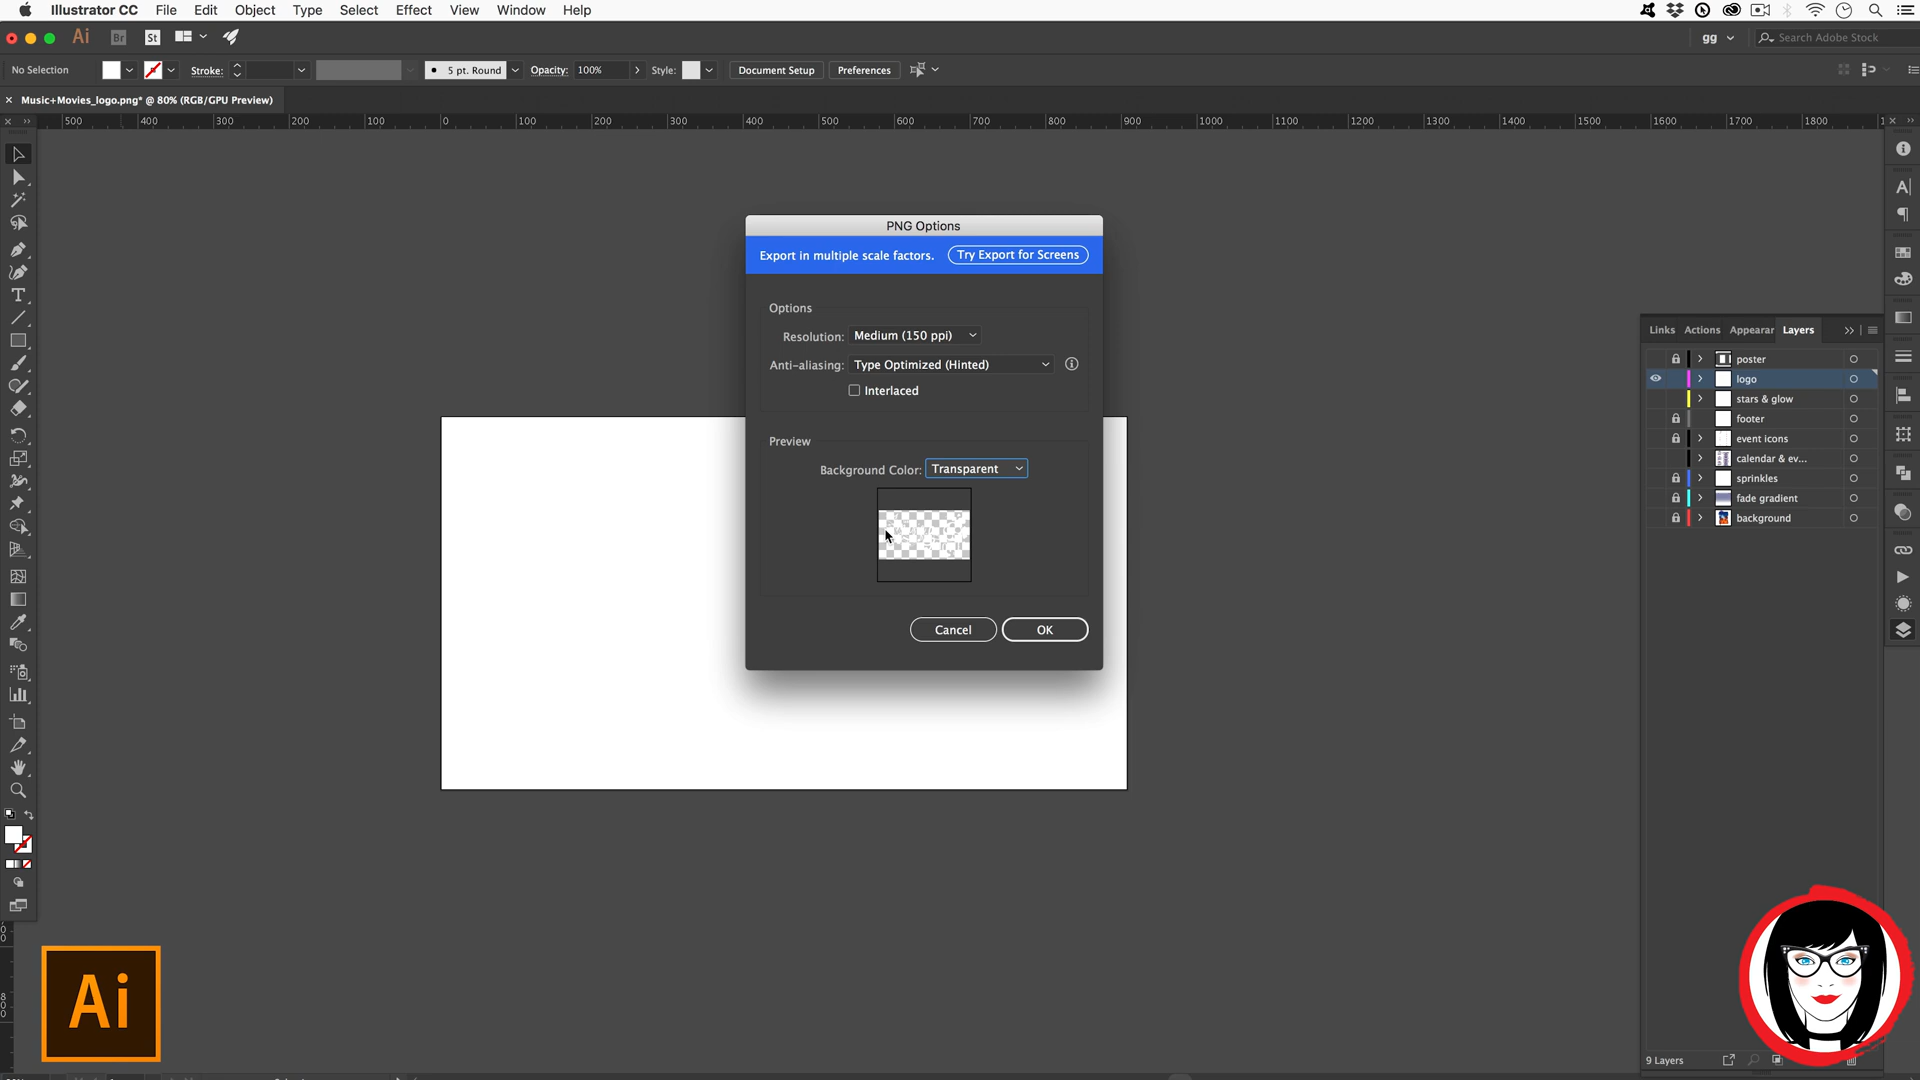 Illustrator CC File Edit Object Type Select Effect View Window Help
Ai Br St gg Search Adobe Stock
No Selection Stroke: 5 pt. Round Opacity: 100% Style: Document Setup Preferences
Music+Movies_logo.png* @ 80% (RGB/GPU Preview)
500 400 300 200 100 0 100 200 300 400 500 600 700 800 900 1000 1100 1200 1300 1400 1500 1600 1700 1800
PNG Options
Export in multiple scale factors. Try Export for Screens
Options
Resolution: Medium (150 ppi)
Anti-aliasing: Type Optimized (Hinted)
Interlaced
Preview
Background Color: Transparent
Cancel OK
Links Actions Appearar Layers
poster
logo
stars & glow
footer
event icons
calendar & ev...
sprinkles
fade gradient
background
9 Layers
Ai